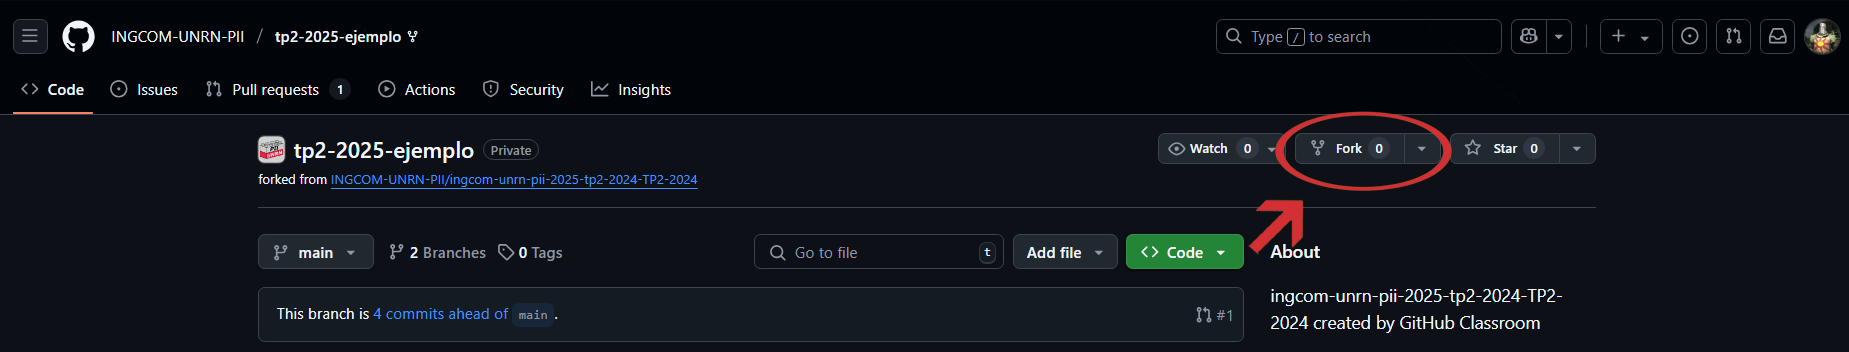 INGCOM-UNRN-PII / tp2-2025-ejemplo
Type / to search
Code
Issues
Pull requests 1
Actions
Security
Insights
tp2-2025-ejemplo Private
Watch 0
Fork 0
Star 0
forked from INGCOM-UNRN-PII/ingcom-unrn-pii-2025-tp2-2024-TP2-2024
main
2 Branches
0 Tags
Go to file t
Add file
<> Code
About
This branch is 4 commits ahead of main.
#1
ingcom-unrn-pii-2025-tp2-2024-TP2-
2024 created by GitHub Classroom